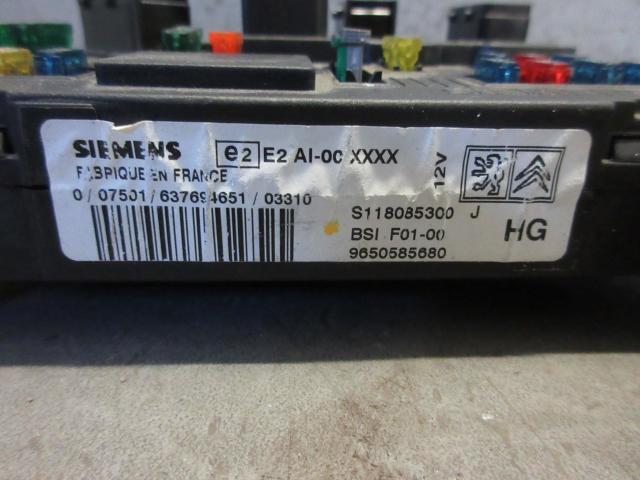 SIEMENS e2 E2 AI-00 XXXX
FABRIQUE EN FRANCE
0/07501/637694651/03310
12V
S118085300 J
BSI F01-00
HG
9650585680